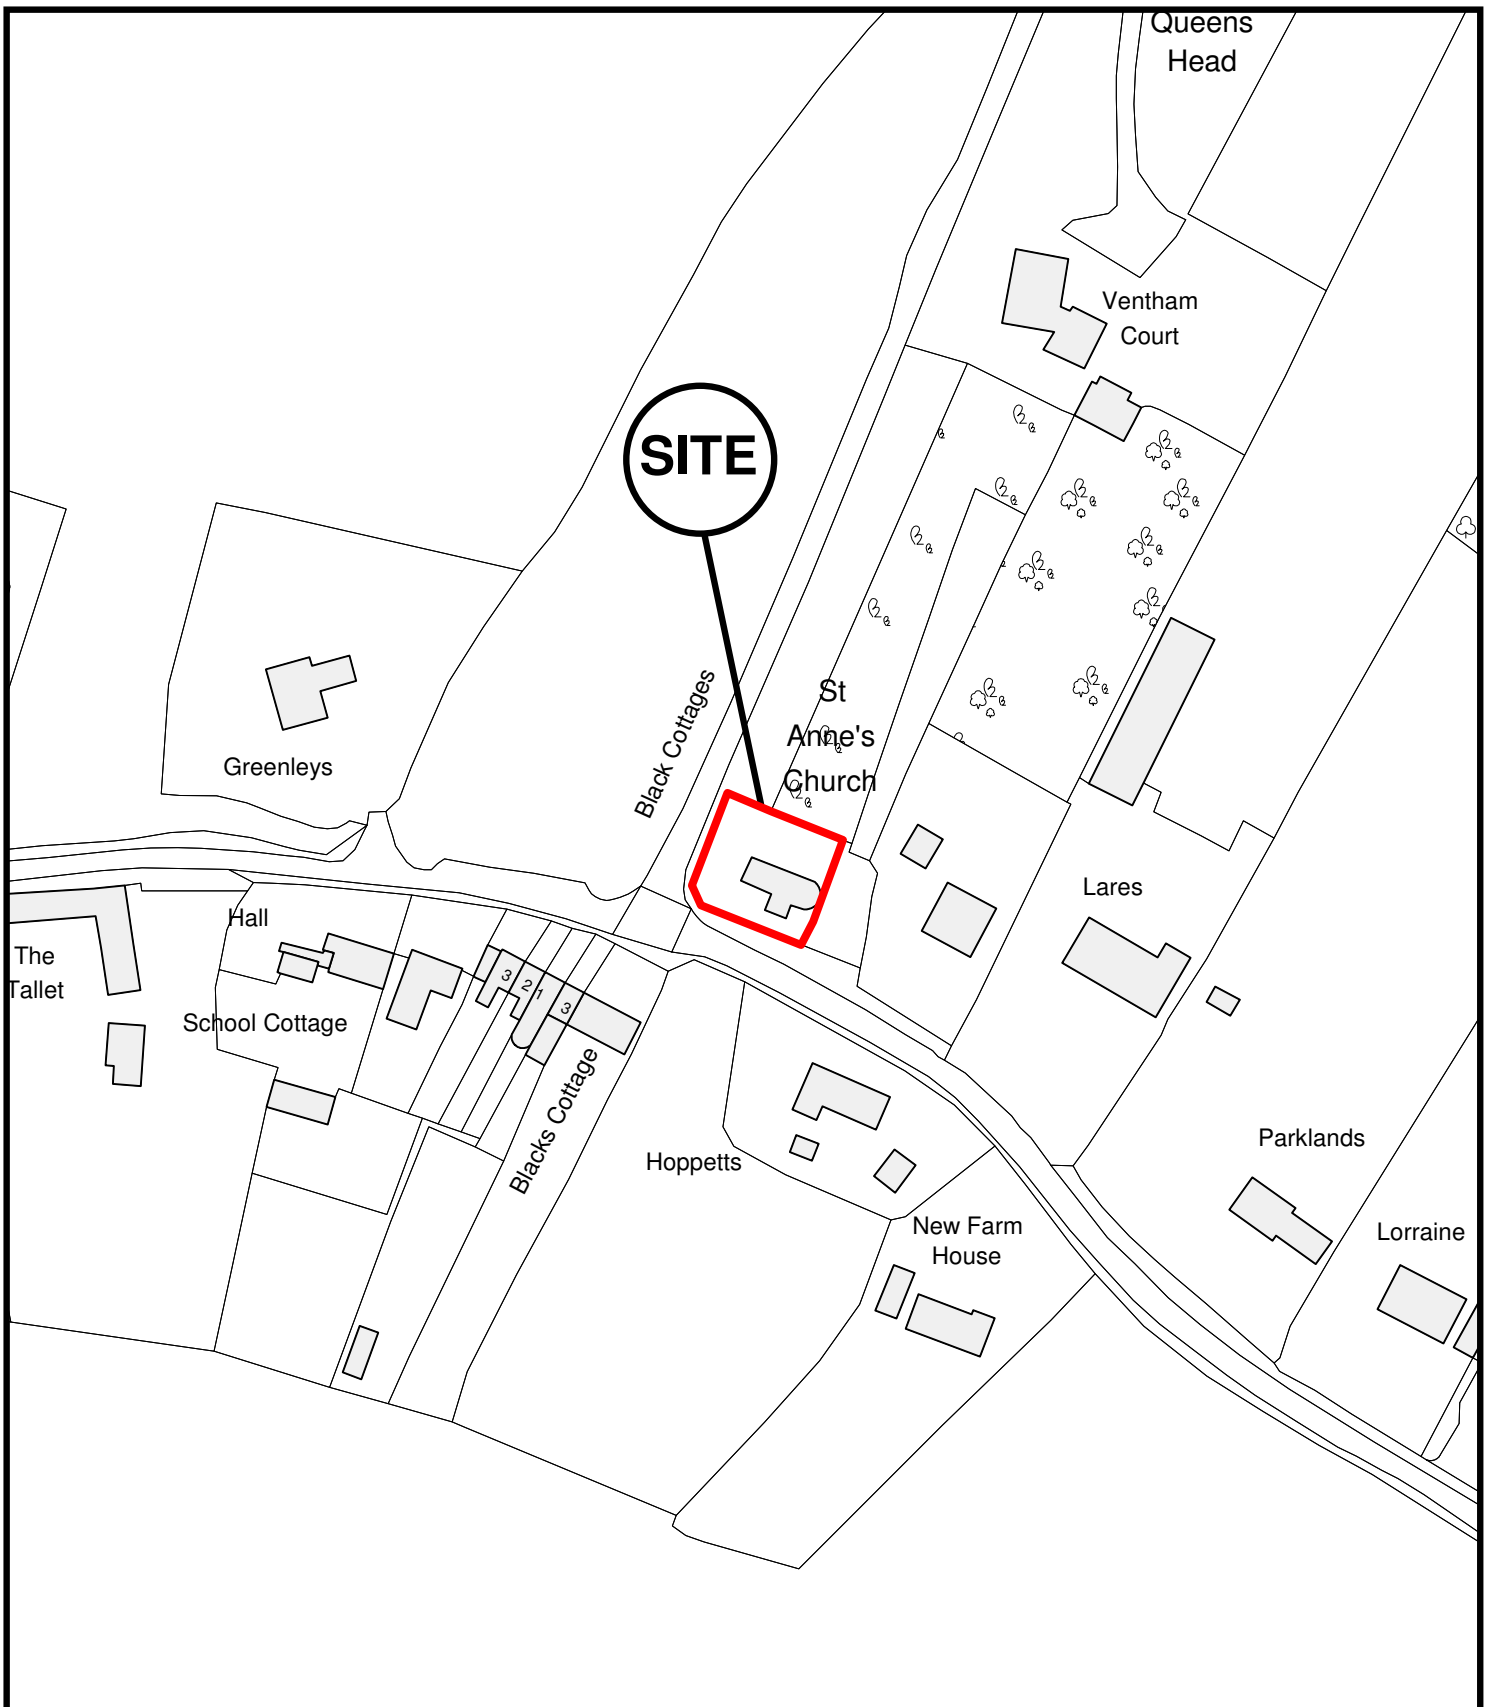 Queens
Head
Ventham
Court
SITE
Black Cottages
St
Anne's
Church
Greenleys
Lares
Hall
The
Tallet
3
2
1
3
School Cottage
Blacks Cottage
Hoppetts
Parklands
New Farm
House
Lorraine